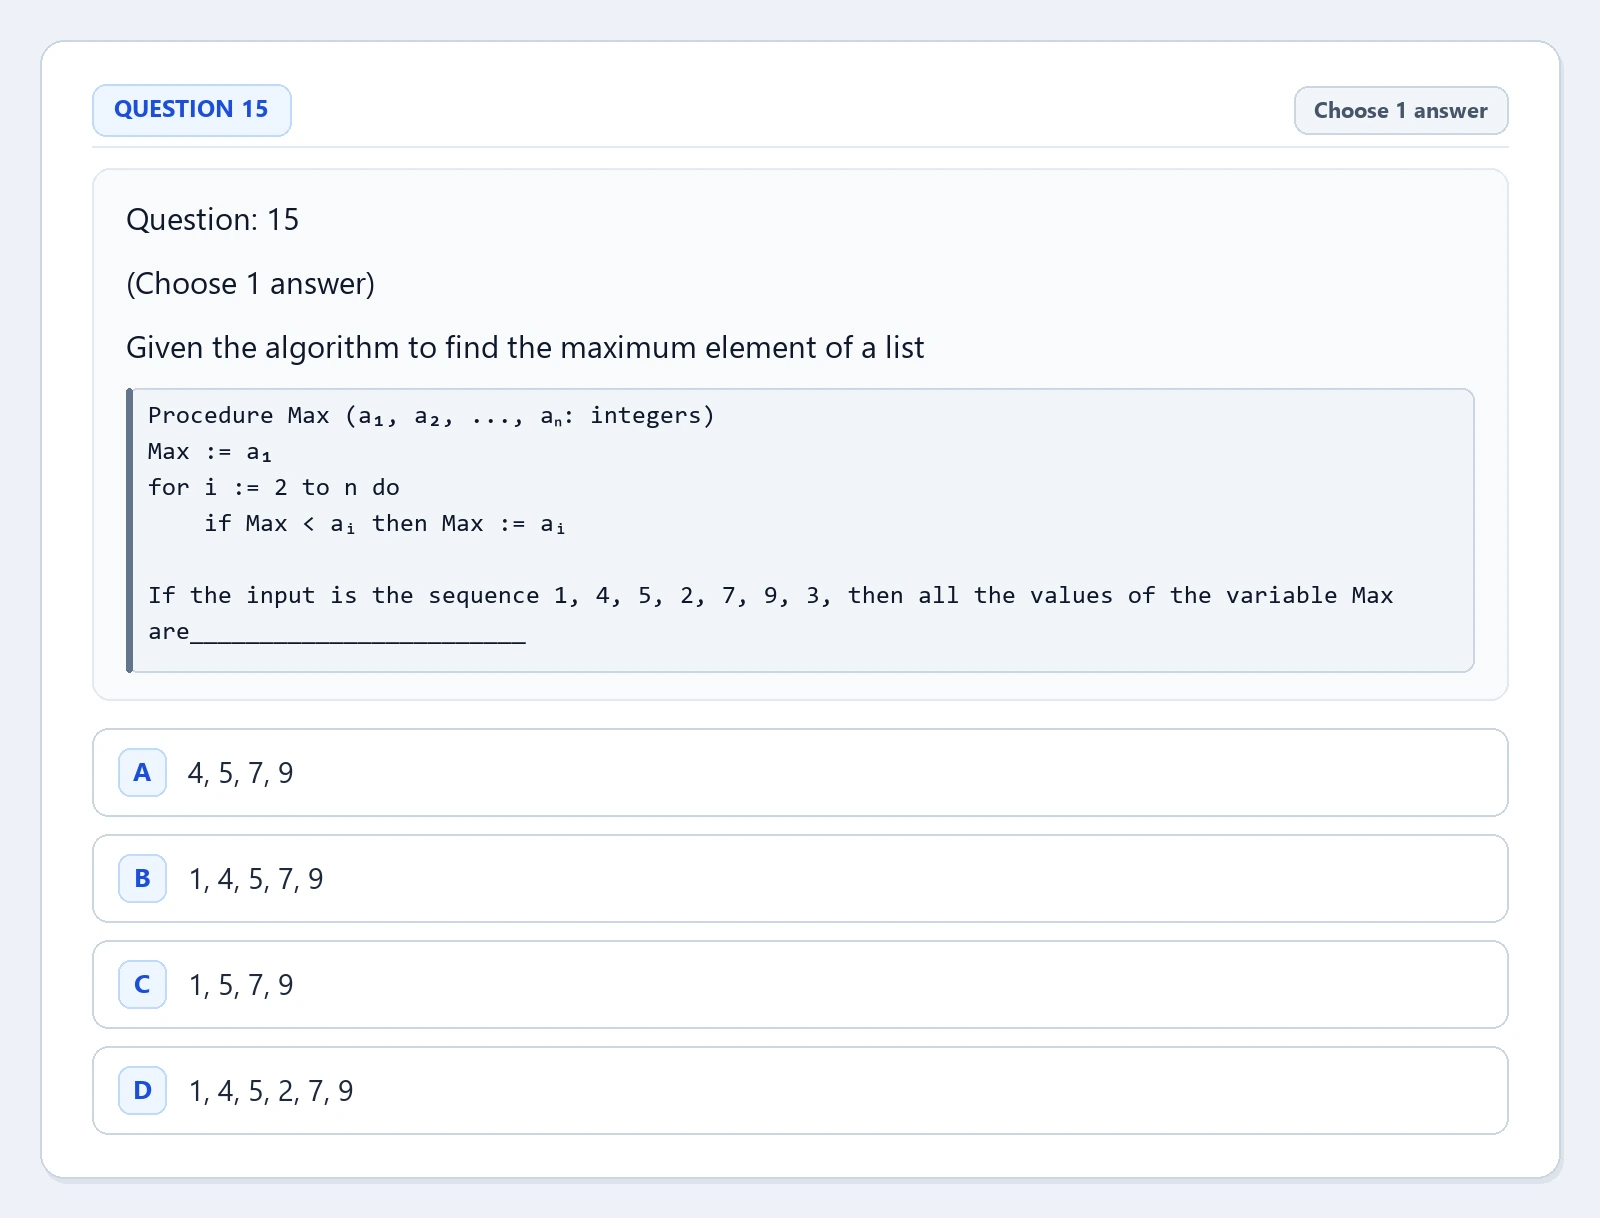 QUESTION 15
Choose 1 answer
Question: 15
(Choose 1 answer)
Given the algorithm to find the maximum element of a list
Procedure Max (a₁, a₂, ..., aₙ: integers)
Max := a₁
for i := 2 to n do
    if Max < aᵢ then Max := aᵢ
If the input is the sequence 1, 4, 5, 2, 7, 9, 3, then all the values of the variable Max
are________________________
A 4, 5, 7, 9
B 1, 4, 5, 7, 9
C 1, 5, 7, 9
D 1, 4, 5, 2, 7, 9